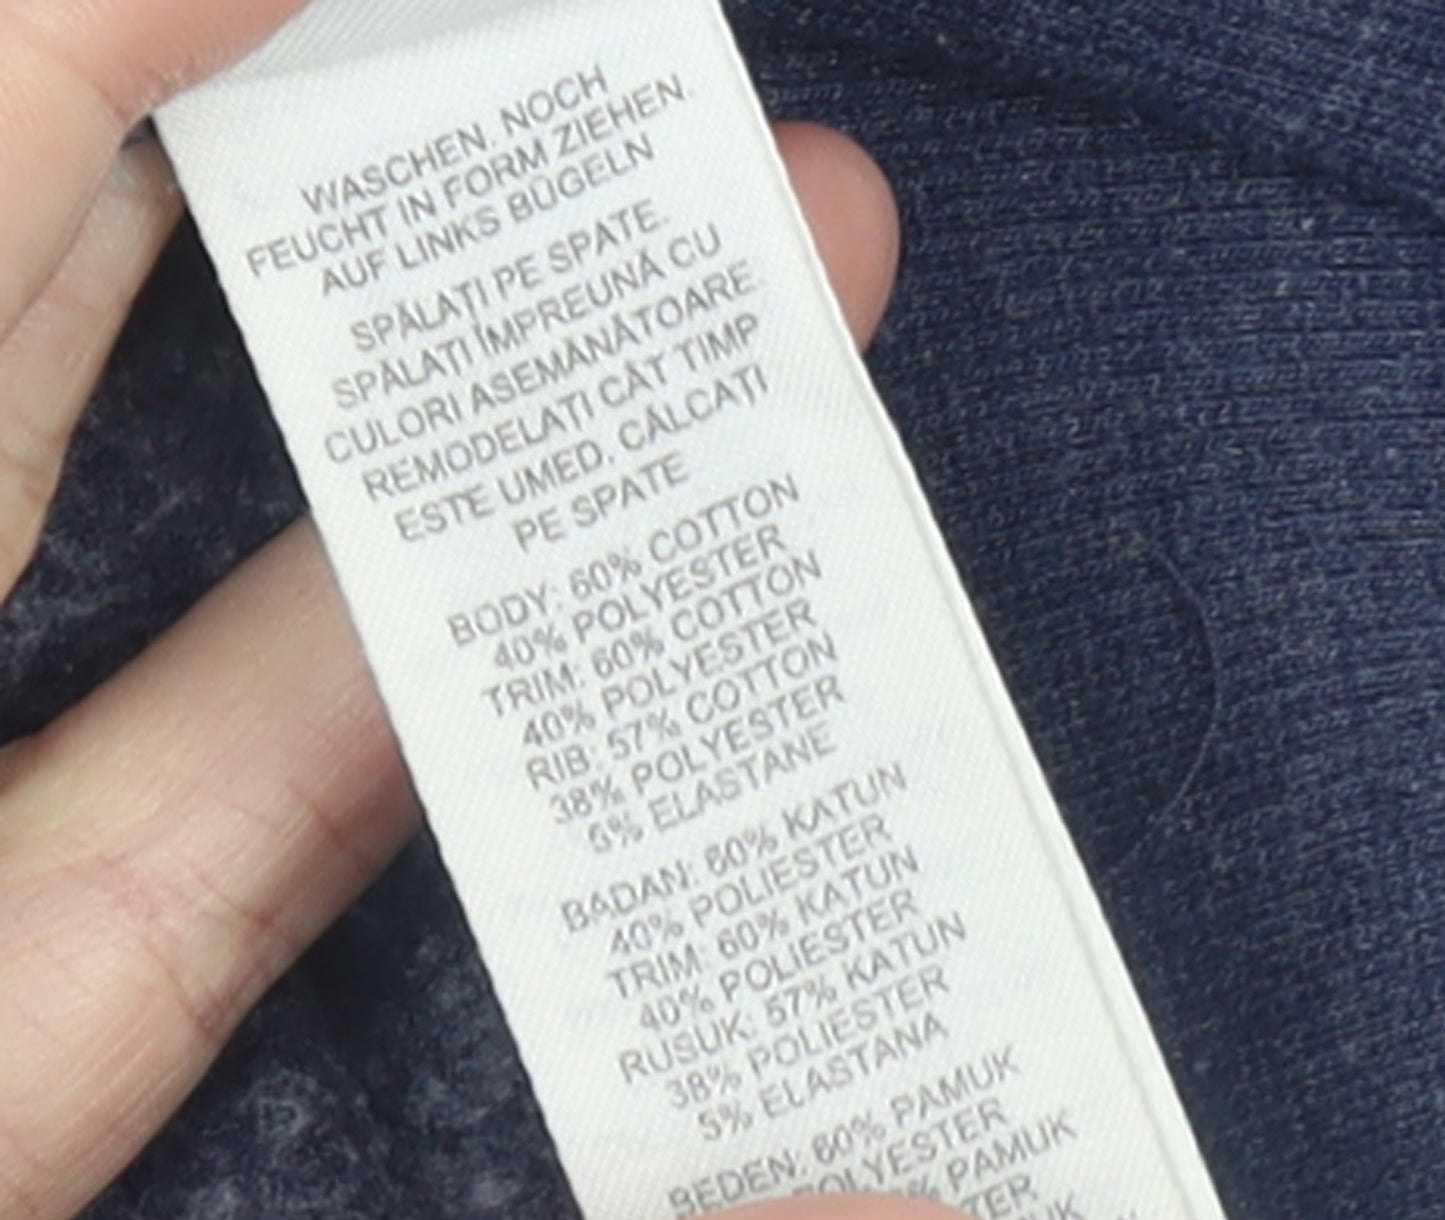 WASCHEN. NOCH
FEUCHT IN FORM ZIEHEN.
AUF LINKS BÜGELN
SPĂLAȚI PE SPATE.
SPĂLAȚI ÎMPREUNĂ CU
CULORI ASEMĂNĂTOARE
REMODELAȚI CÂT TIMP
ESTE UMED. CĂLCAȚI
PE SPATE
BODY: 60% COTTON
40% POLYESTER
TRIM: 60% COTTON
40% POLYESTER
RIB: 57% COTTON
38% POLYESTER
5% ELASTANE
BADAN: 60% KATUN
40% POLIESTER
TRIM: 60% KATUN
40% POLIESTER
RUSUK: 57% KATUN
38% POLIESTER
5% ELASTANA
BEDEN: 60% PAMUK
POLYESTER
% PAMUK